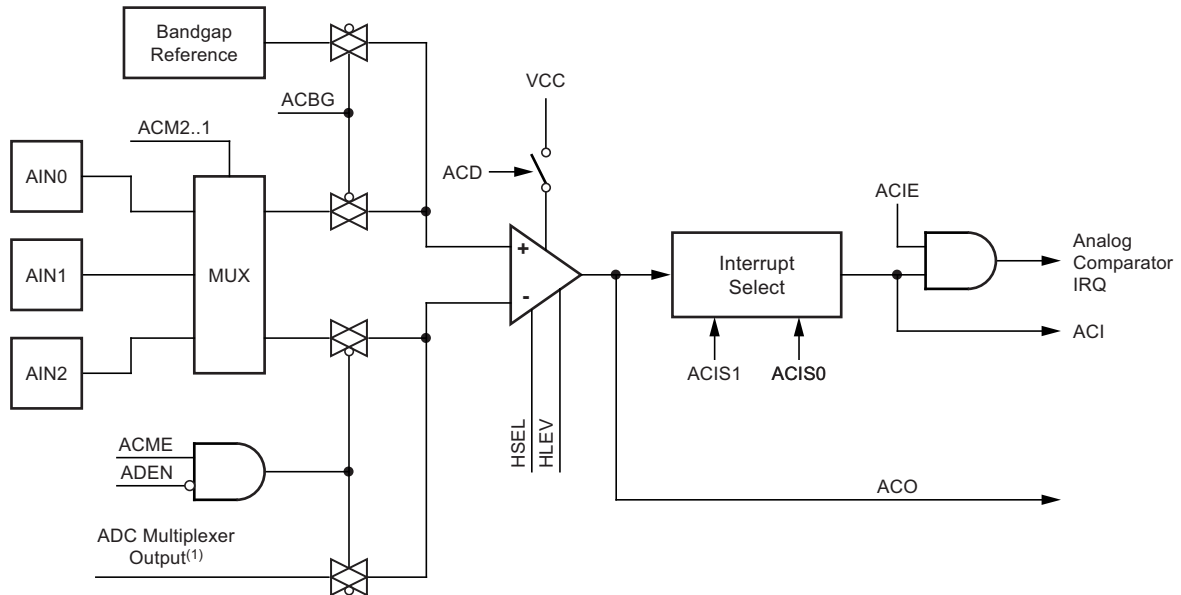 Bandgap
Reference
VCC
ACBG
ACM2..1
ACD
AIN0
ACIE
AIN1
MUX
+
-
Interrupt
Select
Analog
Comparator
IRQ
ACI
AIN2
ACIS1
ACIS0
HSEL
HLEV
ACME
ADEN
ACO
ADC Multiplexer
Output(1)